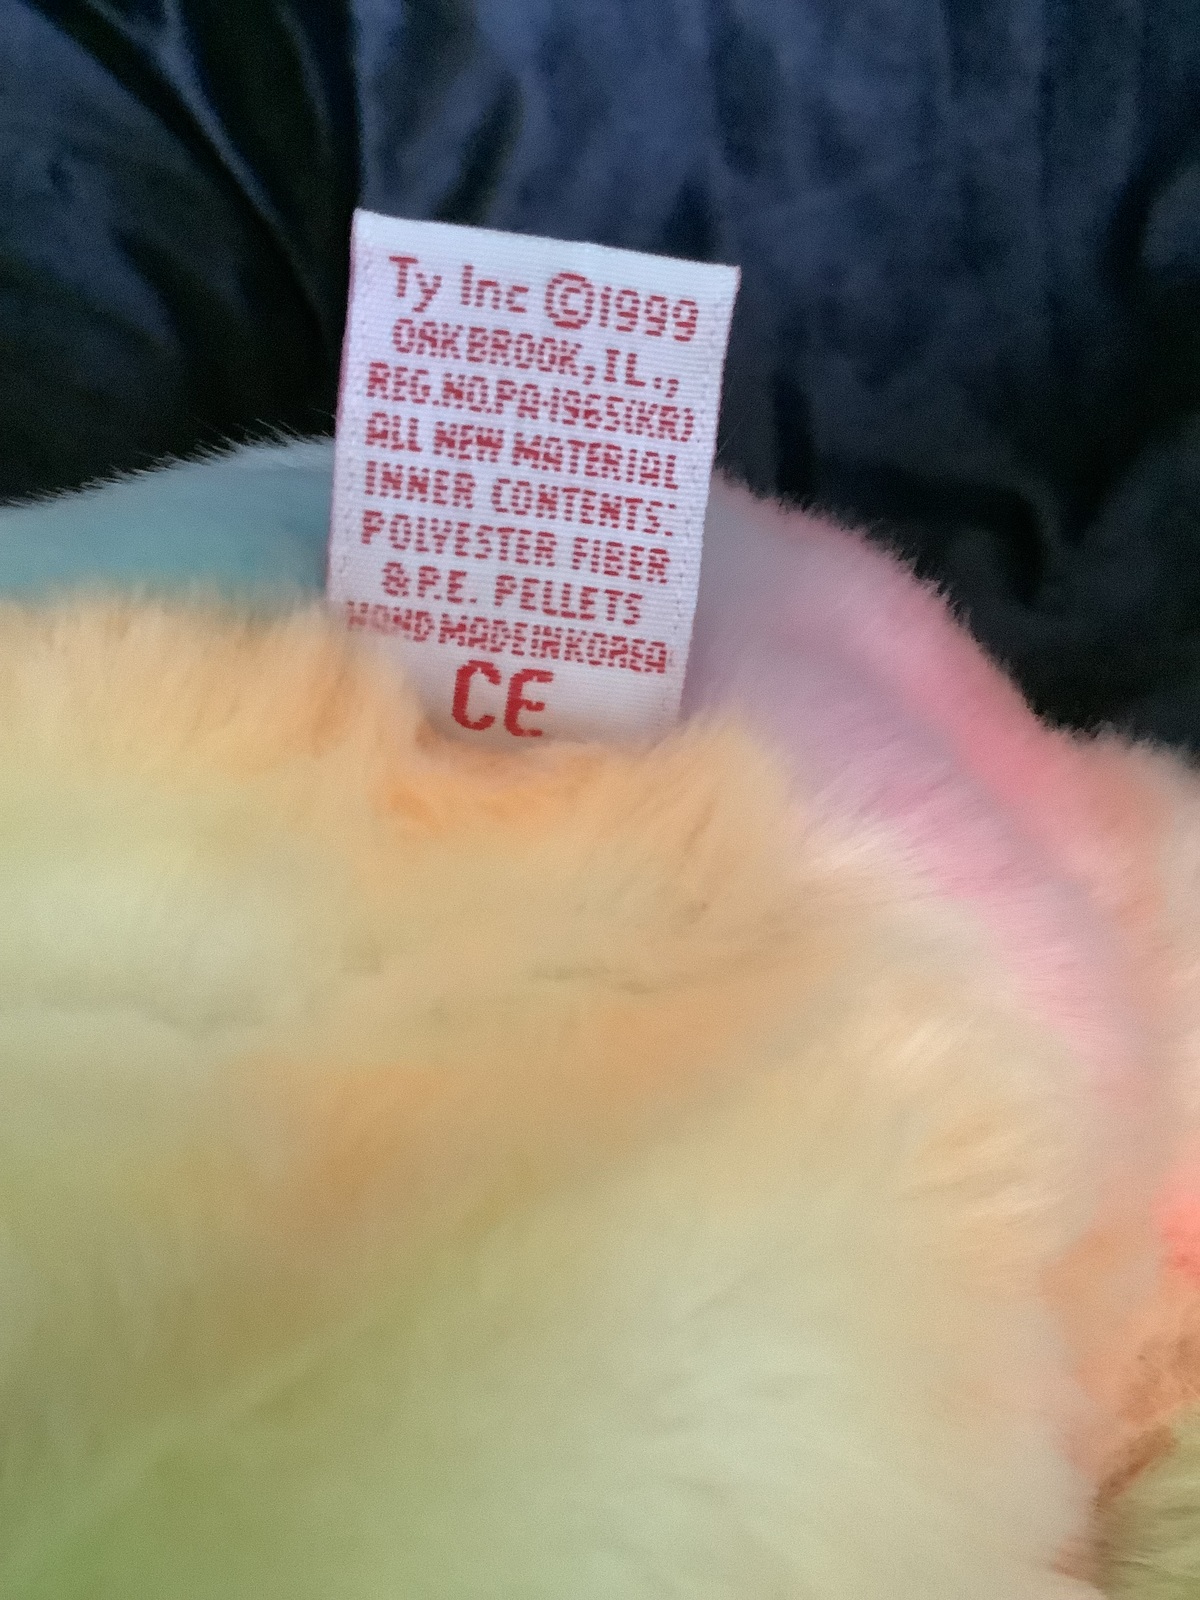 Ty Inc ©1999
OAKBROOK, IL.,
REG.NO.PA-1965(KR)
ALL NEW MATERIAL
INNER CONTENTS:
POLYESTER FIBER
& P.E. PELLETS
HAND MADE IN KOREA
CE